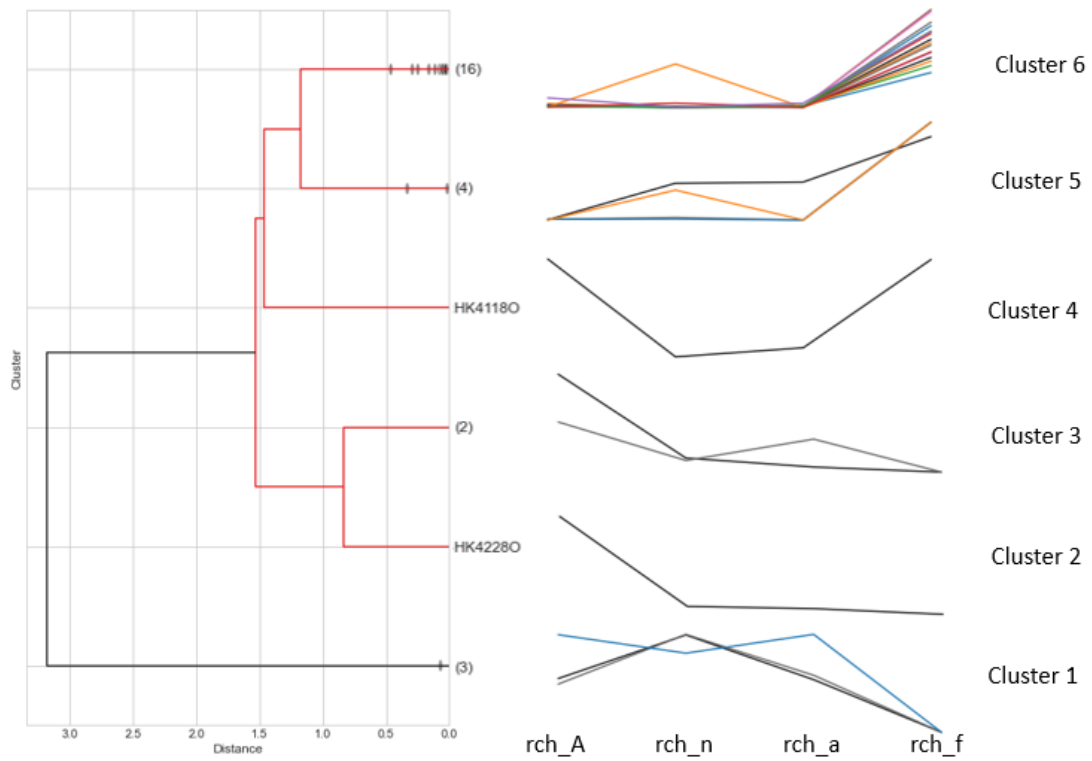 (16)
Cluster 6
(4)
Cluster 5
HK4118O
Cluster 4
Cluster
(2)
Cluster 3
HK4228O
Cluster 2
(3)
Cluster 1
3.0 2.5 2.0 1.5 1.0 0.5 0.0
Distance
rch_A rch_n rch_a rch_f